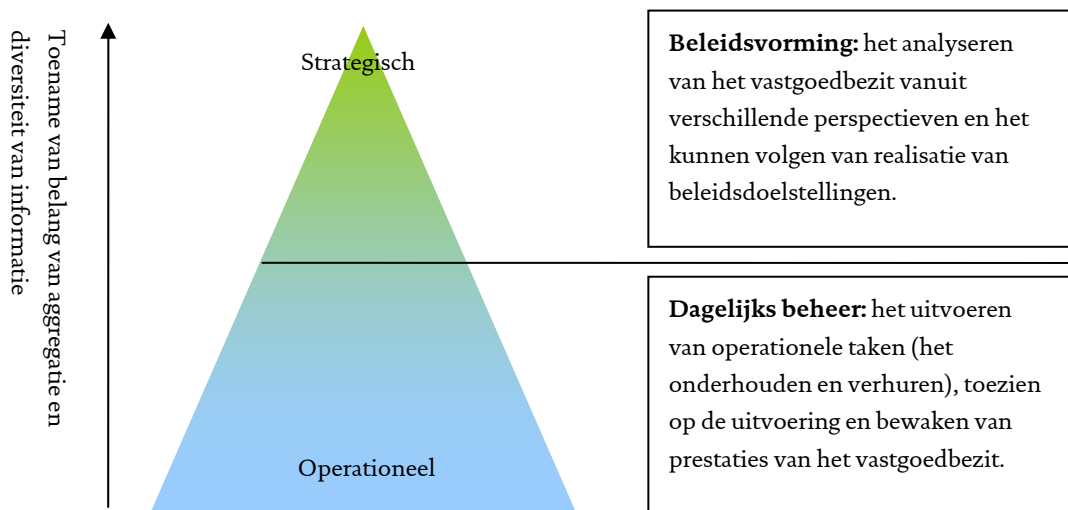 Toename van belang van aggregatie en
diversiteit van informatie
Strategisch
Operationeel
Beleidsvorming: het analyseren
van het vastgoedbezit vanuit
verschillende perspectieven en het
kunnen volgen van realisatie van
beleidsdoelstellingen.
Dagelijks beheer: het uitvoeren
van operationele taken (het
onderhouden en verhuren), toezien
op de uitvoering en bewaken van
prestaties van het vastgoedbezit.